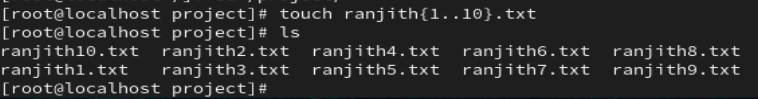 [root@localhost project]# touch ranjith{1..10}.txt
[root@localhost project]# ls
ranjith10.txt  ranjith2.txt  ranjith4.txt  ranjith6.txt  ranjith8.txt
ranjith1.txt   ranjith3.txt  ranjith5.txt  ranjith7.txt  ranjith9.txt
[root@localhost project]#